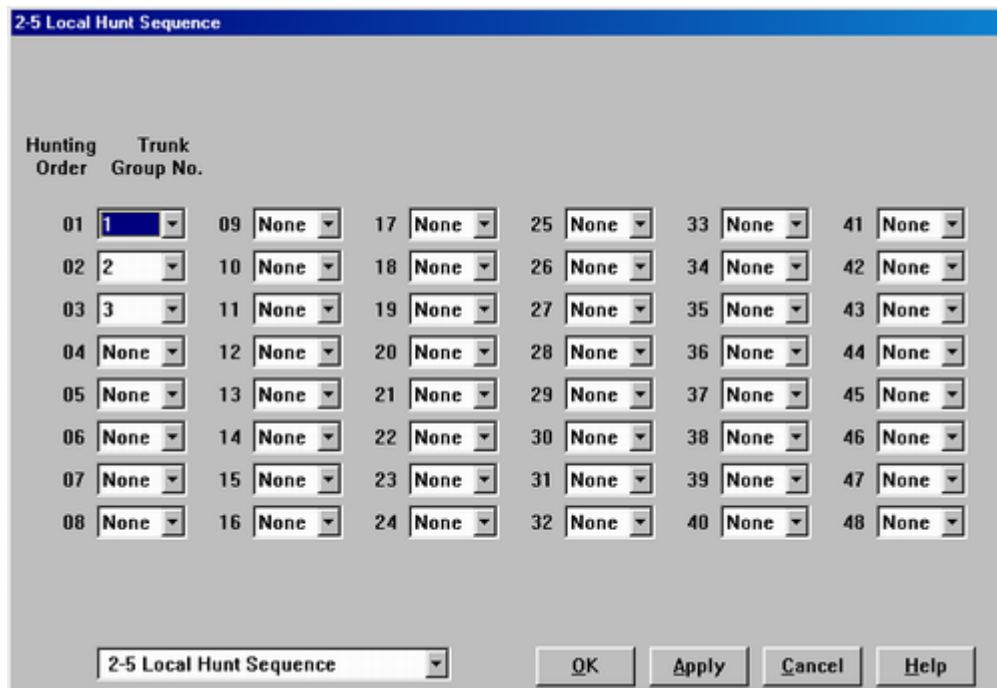 2-5 Local Hunt Sequence
Hunting Trunk
Order Group No.
01 1 09 None 17 None 25 None 33 None 41 None
02 2 10 None 18 None 26 None 34 None 42 None
03 3 11 None 19 None 27 None 35 None 43 None
04 None 12 None 20 None 28 None 36 None 44 None
05 None 13 None 21 None 29 None 37 None 45 None
06 None 14 None 22 None 30 None 38 None 46 None
07 None 15 None 23 None 31 None 39 None 47 None
08 None 16 None 24 None 32 None 40 None 48 None
2-5 Local Hunt Sequence OK Apply Cancel Help